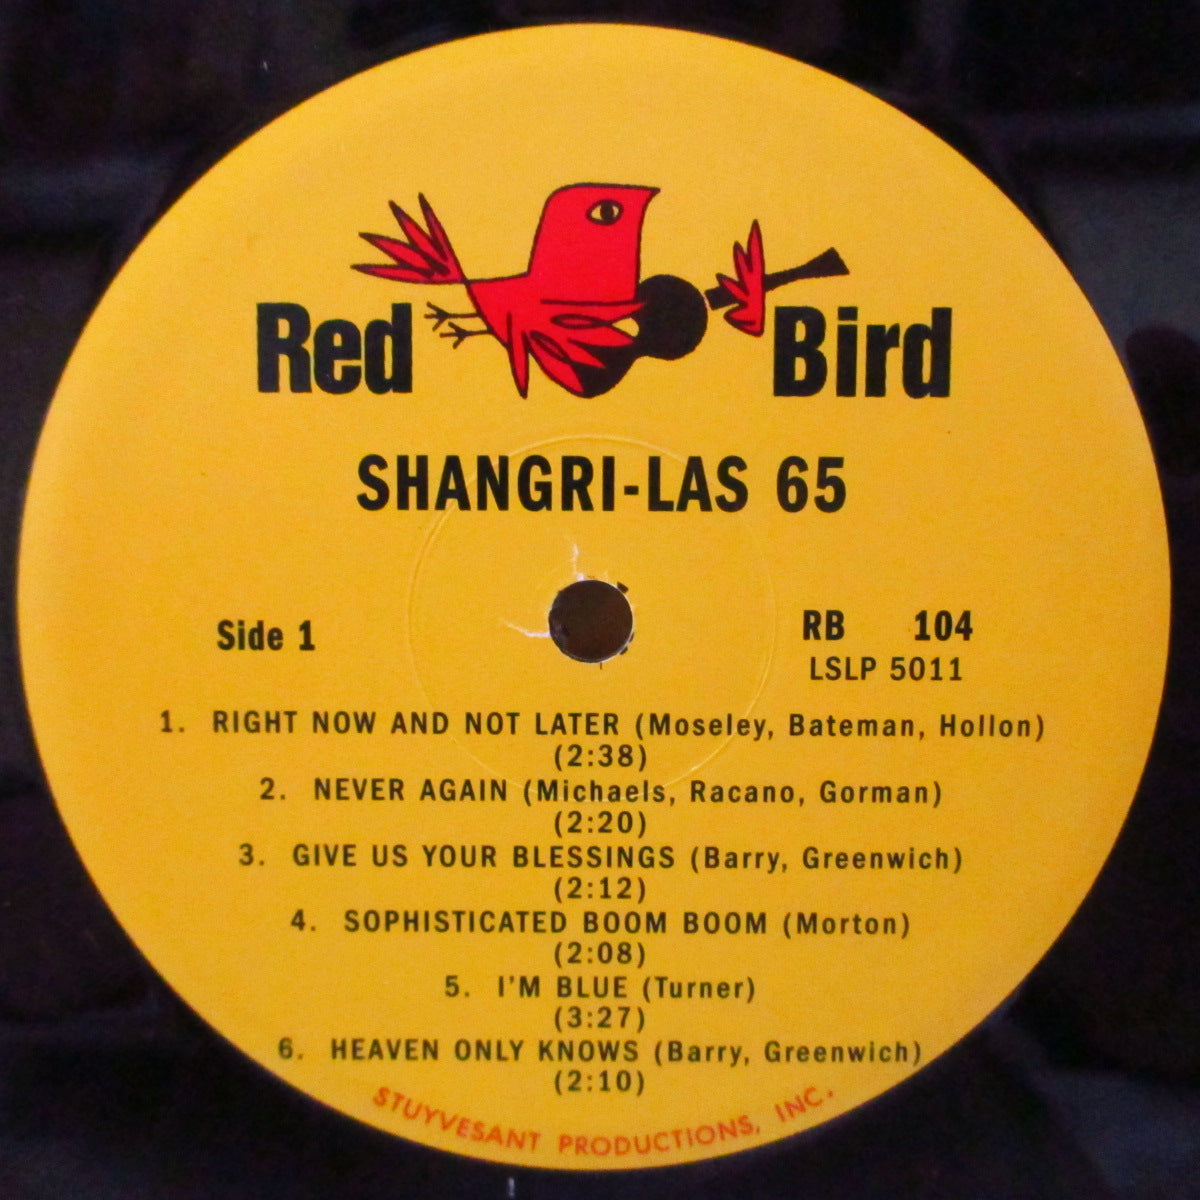 Red Bird
SHANGRI-LAS 65
Side 1
RB 104
LSLP 5011
1. RIGHT NOW AND NOT LATER (Moseley, Bateman, Hollon)
(2:38)
2. NEVER AGAIN (Michaels, Racano, Gorman)
(2:20)
3. GIVE US YOUR BLESSINGS (Barry, Greenwich)
(2:12)
4. SOPHISTICATED BOOM BOOM (Morton)
(2:08)
5. I'M BLUE (Turner)
(3:27)
6. HEAVEN ONLY KNOWS (Barry, Greenwich)
(2:10)
STUYVESANT PRODUCTIONS, INC.